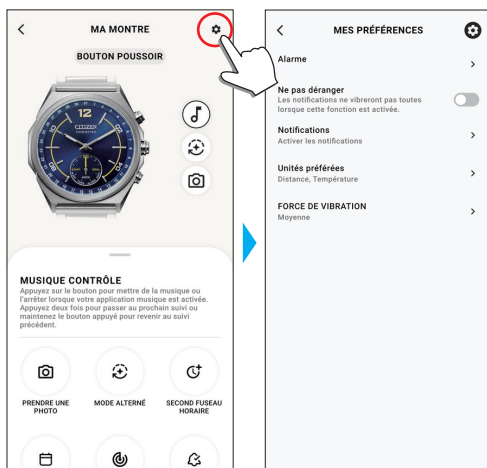 MA MONTRE
BOUTON POUSSOIR
12
CITIZEN
CONNECTED
MUSIQUE CONTRÔLE
Appuyez sur le bouton pour mettre de la musique ou
l'arrêter lorsque votre application musique est activée.
Appuyez deux fois pour passer au prochain suivi ou
maintenez le bouton appuyé pour revenir au suivi
précédent.
PRENDRE UNE
PHOTO
MODE ALTERNÉ
SECOND FUSEAU
HORAIRE
MES PRÉFÉRENCES
Alarme
Ne pas déranger
Les notifications ne vibreront pas toutes
lorsque cette fonction est activée.
Notifications
Activer les notifications
Unités préférées
Distance, Température
FORCE DE VIBRATION
Moyenne